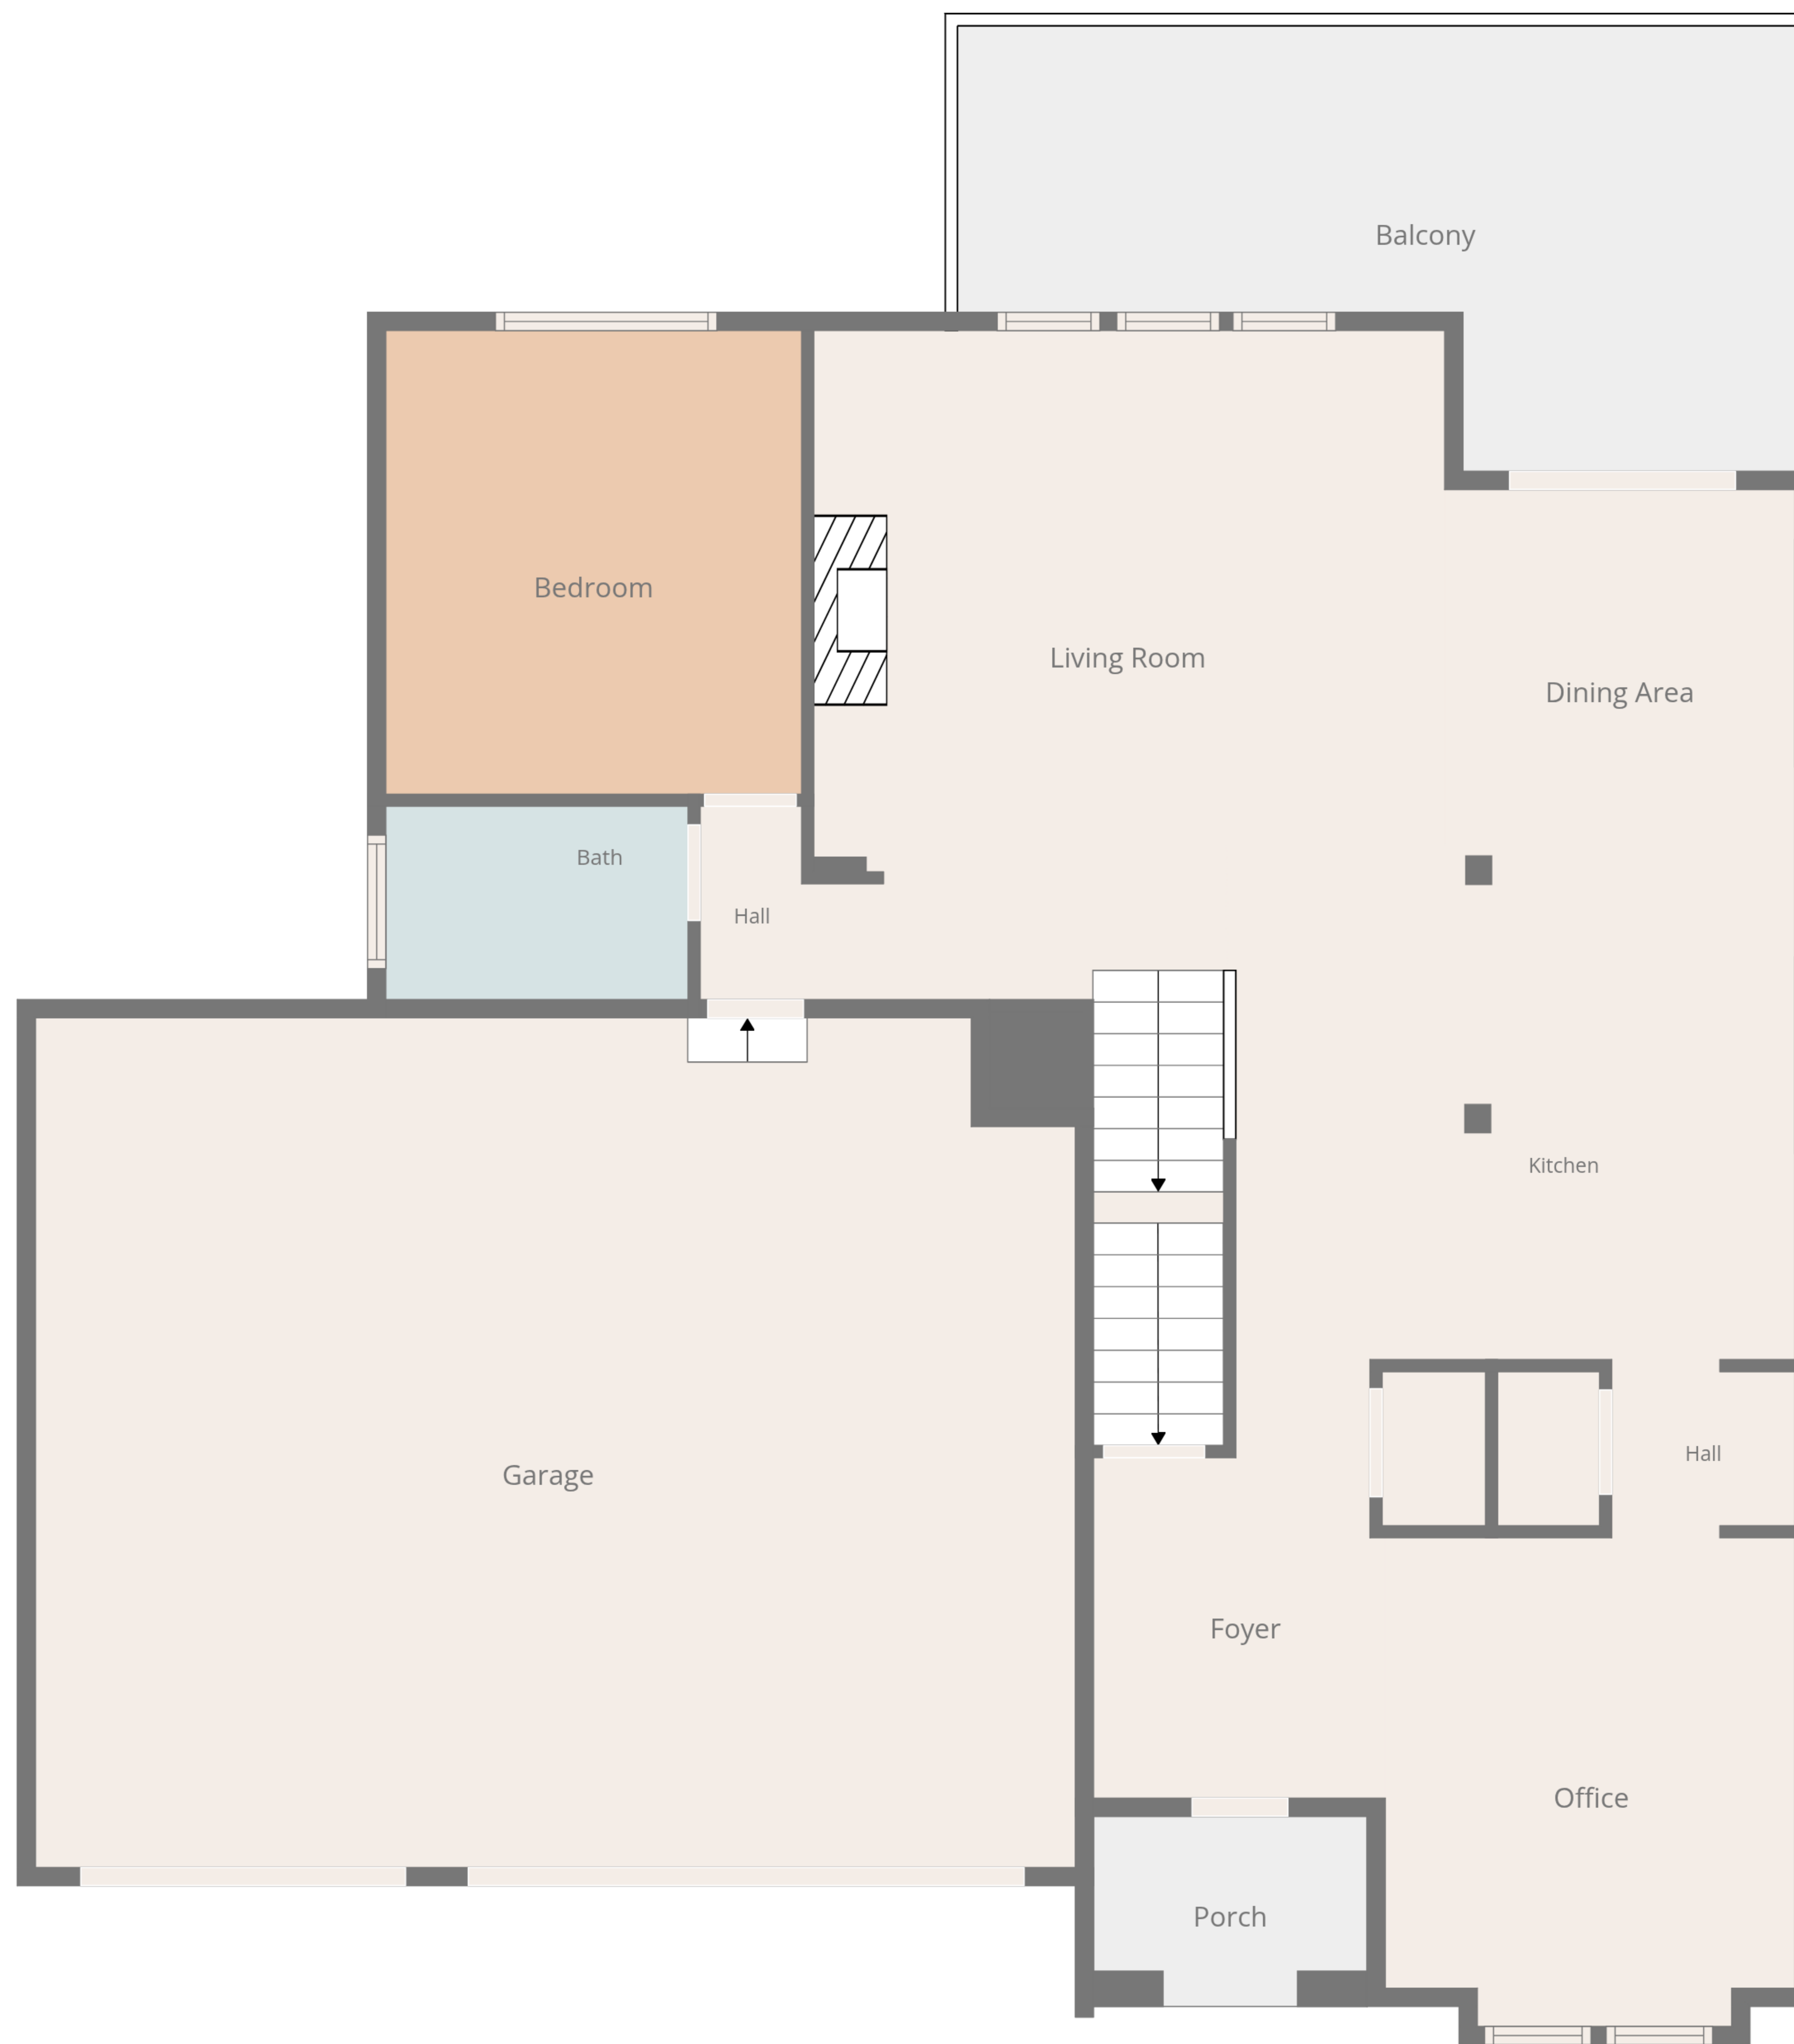 Balcony
Bedroom
Living Room
Dining Area
Bath
Hall
Kitchen
Hall
Garage
Foyer
Office
Porch